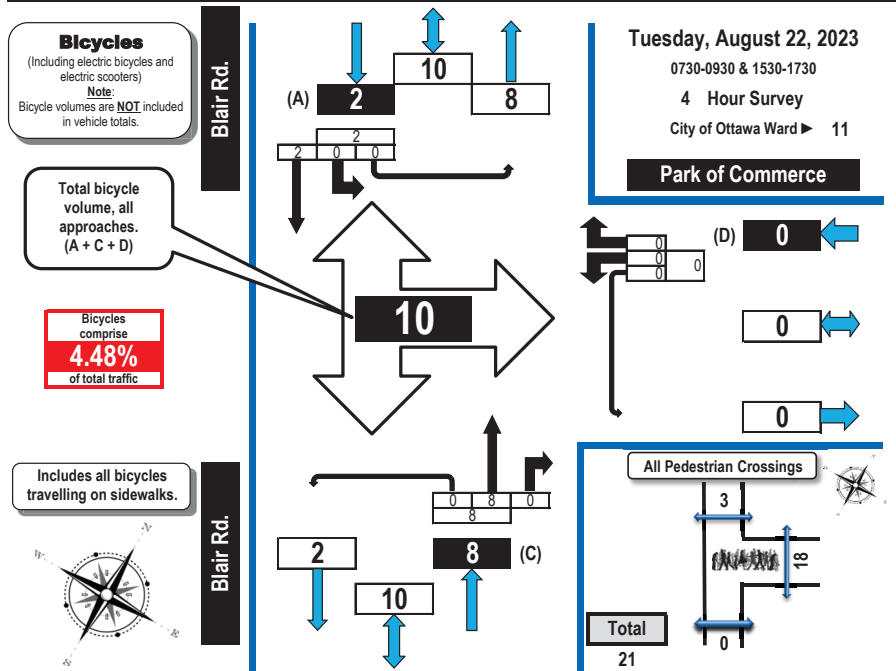 Bicycles
(Including electric bicycles and
electric scooters)
Note:
Bicycle volumes are NOT included
in vehicle totals.
Blair Rd.
10
(A)
2
8
2
2
0
0
Tuesday, August 22, 2023
0730-0930 & 1530-1730
4 Hour Survey
City of Ottawa Ward ► 11
Park of Commerce
Total bicycle
volume, all
approaches.
(A + C + D)
10
0
0
0
0
(D)
0
0
0
Bicycles
comprise
4.48%
of total traffic
Includes all bicycles
travelling on sidewalks.
N
W
E
S
Blair Rd.
0
8
0
8
2
8
(C)
10
All Pedestrian Crossings
3
18
0
Total
21